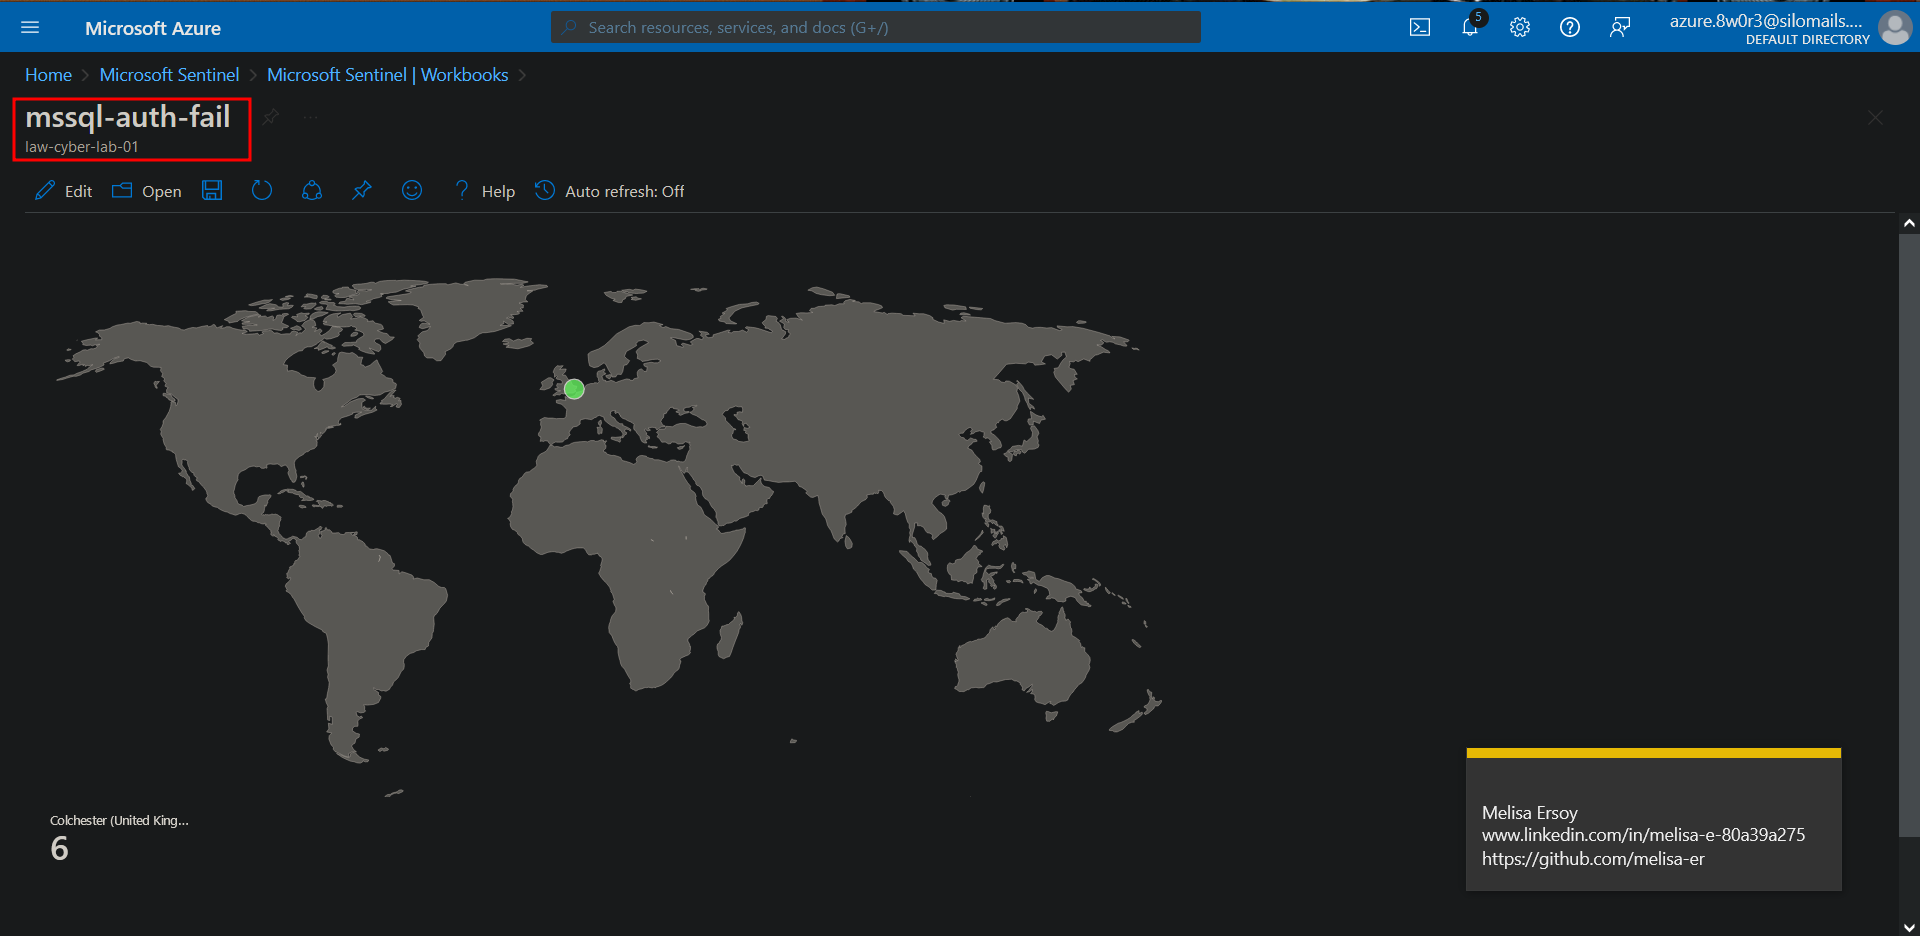 Microsoft Azure
Search resources, services, and docs (G+/)
5
azure.8w0r3@silomails....
DEFAULT DIRECTORY
Home > Microsoft Sentinel > Microsoft Sentinel | Workbooks >
mssql-auth-fail
...
law-cyber-lab-01
Edit Open Help Auto refresh: Off
Colchester (United King...
6
Melisa Ersoy
www.linkedin.com/in/melisa-e-80a39a275
https://github.com/melisa-er